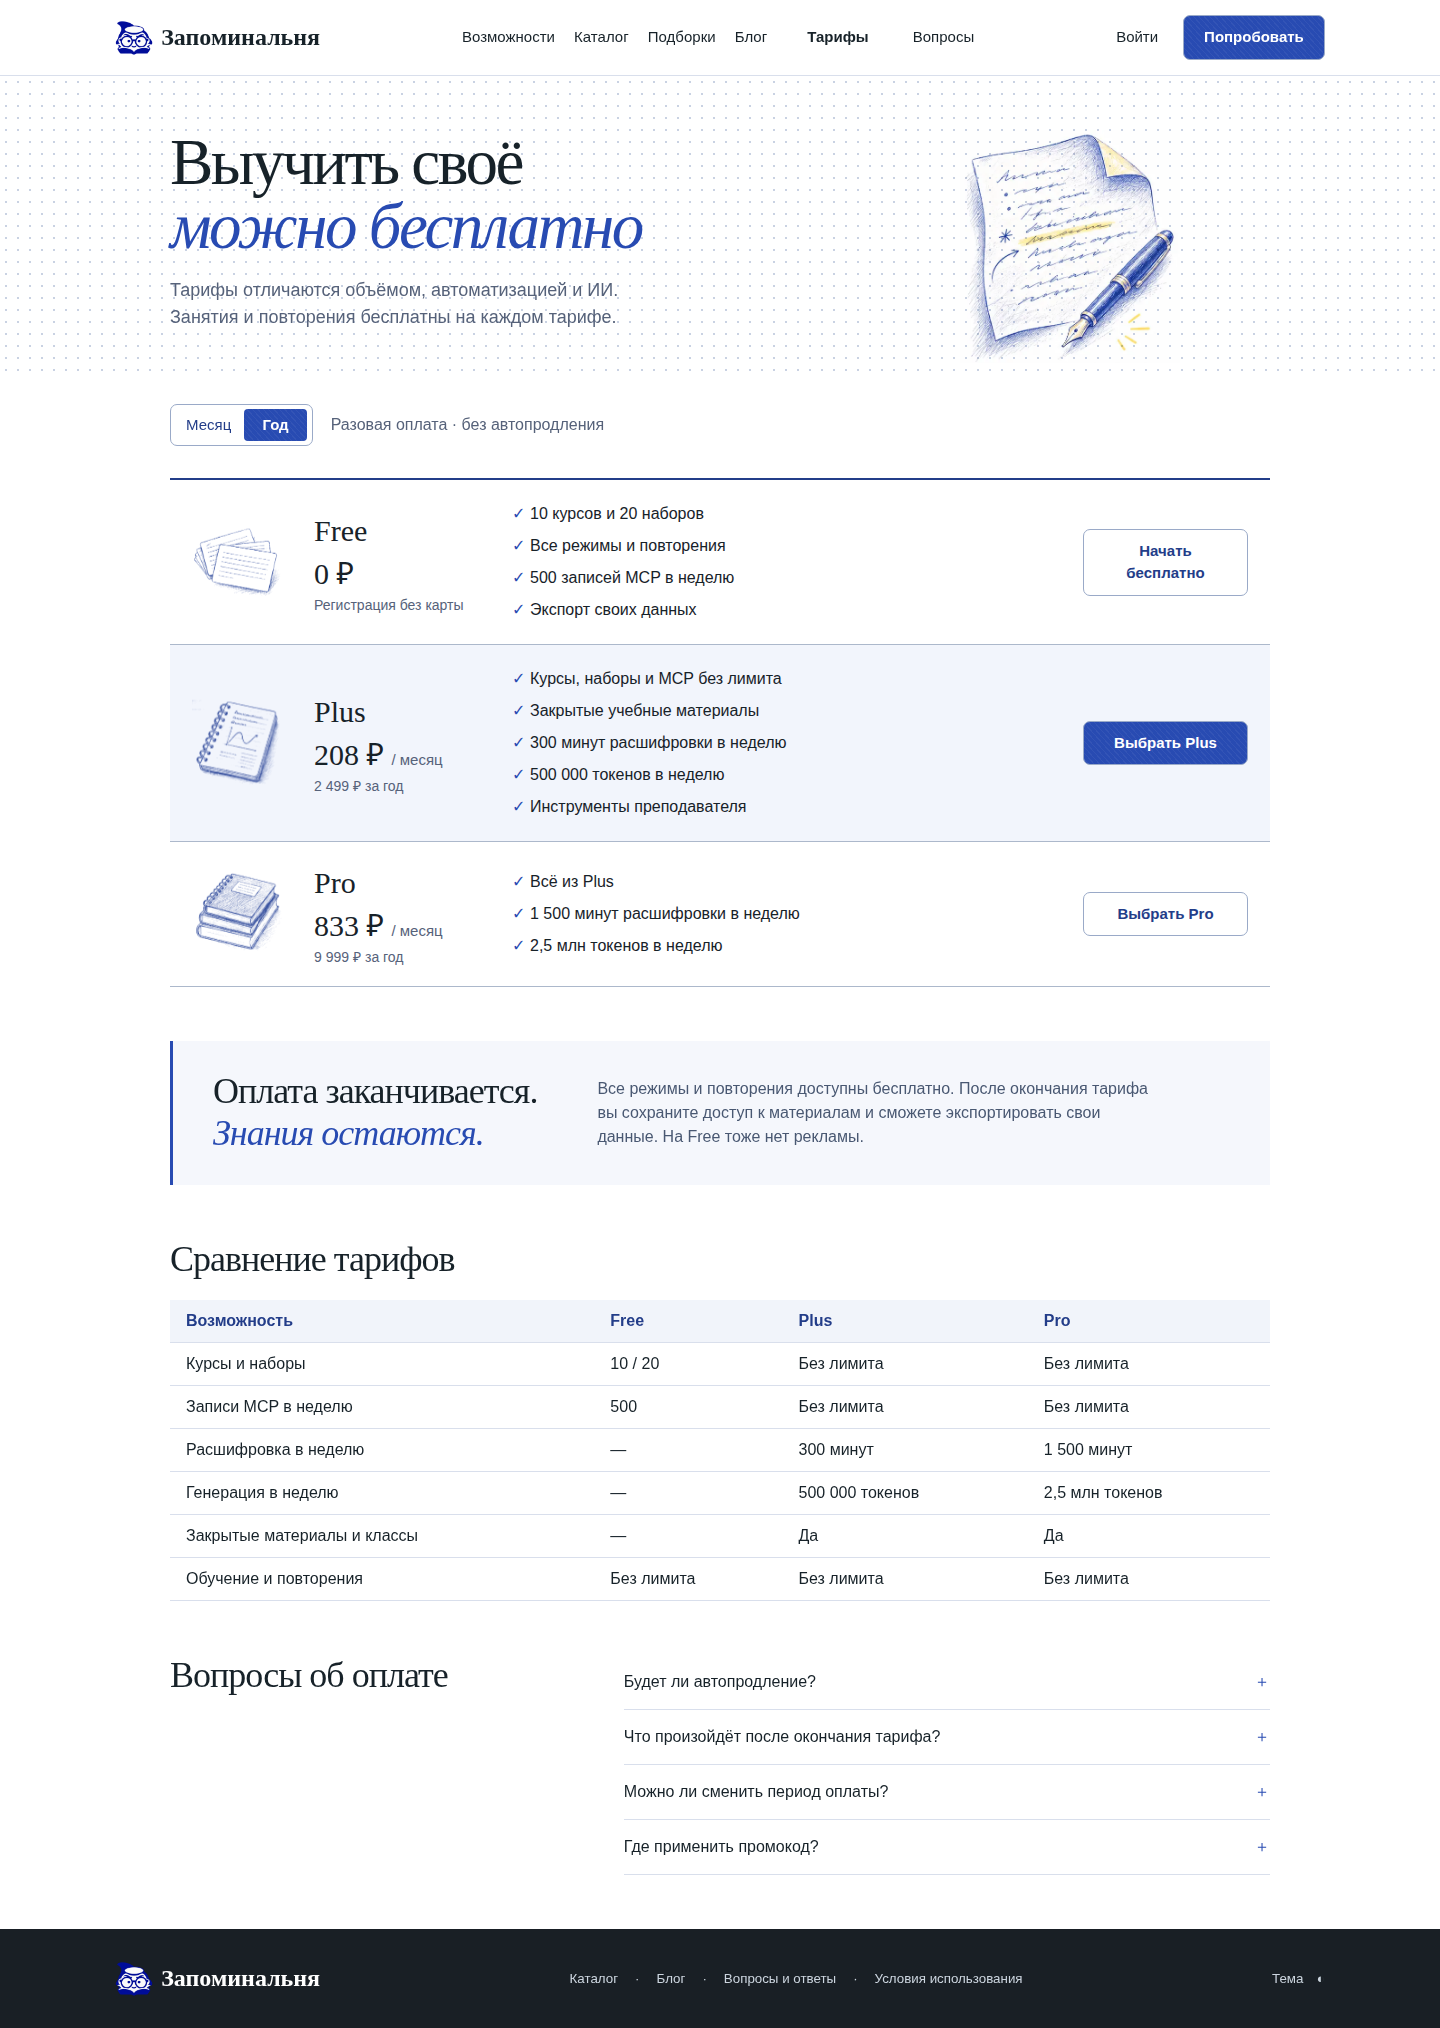 Запоминальня
Возможности Каталог Подборки Блог Тарифы Вопросы
Войти
Попробовать
Выучить своё
можно бесплатно
Тарифы отличаются объёмом, автоматизацией и ИИ.
Занятия и повторения бесплатны на каждом тарифе.
Месяц Год Разовая оплата · без автопродления
Free
0 ₽
Регистрация без карты
✓ 10 курсов и 20 наборов
✓ Все режимы и повторения
✓ 500 записей MCP в неделю
✓ Экспорт своих данных
Начать
бесплатно
Plus
208 ₽ / месяц
2 499 ₽ за год
✓ Курсы, наборы и MCP без лимита
✓ Закрытые учебные материалы
✓ 300 минут расшифровки в неделю
✓ 500 000 токенов в неделю
✓ Инструменты преподавателя
Выбрать Plus
Pro
833 ₽ / месяц
9 999 ₽ за год
✓ Всё из Plus
✓ 1 500 минут расшифровки в неделю
✓ 2,5 млн токенов в неделю
Выбрать Pro
Оплата заканчивается.
Знания остаются.
Все режимы и повторения доступны бесплатно. После окончания тарифа
вы сохраните доступ к материалам и сможете экспортировать свои
данные. На Free тоже нет рекламы.
Сравнение тарифов
Возможность Free Plus Pro
Курсы и наборы 10 / 20 Без лимита Без лимита
Записи MCP в неделю 500 Без лимита Без лимита
Расшифровка в неделю — 300 минут 1 500 минут
Генерация в неделю — 500 000 токенов 2,5 млн токенов
Закрытые материалы и классы — Да Да
Обучение и повторения Без лимита Без лимита Без лимита
Вопросы об оплате
Будет ли автопродление? +
Что произойдёт после окончания тарифа? +
Можно ли сменить период оплаты? +
Где применить промокод? +
Запоминальня
Каталог · Блог · Вопросы и ответы · Условия использования
Тема